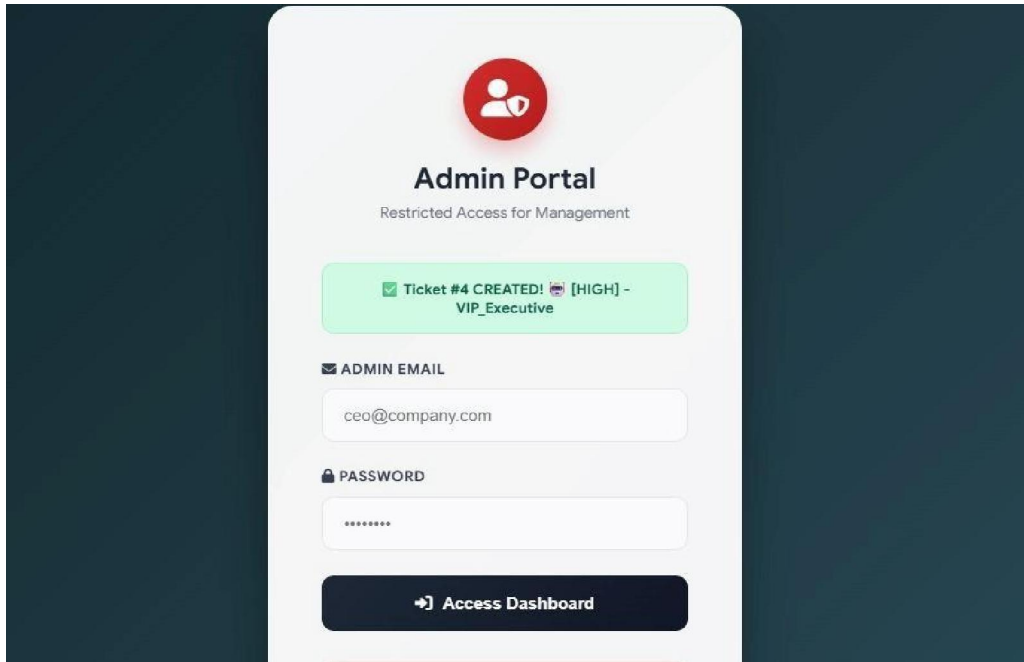 Admin Portal
Restricted Access for Management
✅ Ticket #4 CREATED! 🤖 [HIGH] -
VIP_Executive
ADMIN EMAIL
ceo@company.com
PASSWORD
••••••••
Access Dashboard